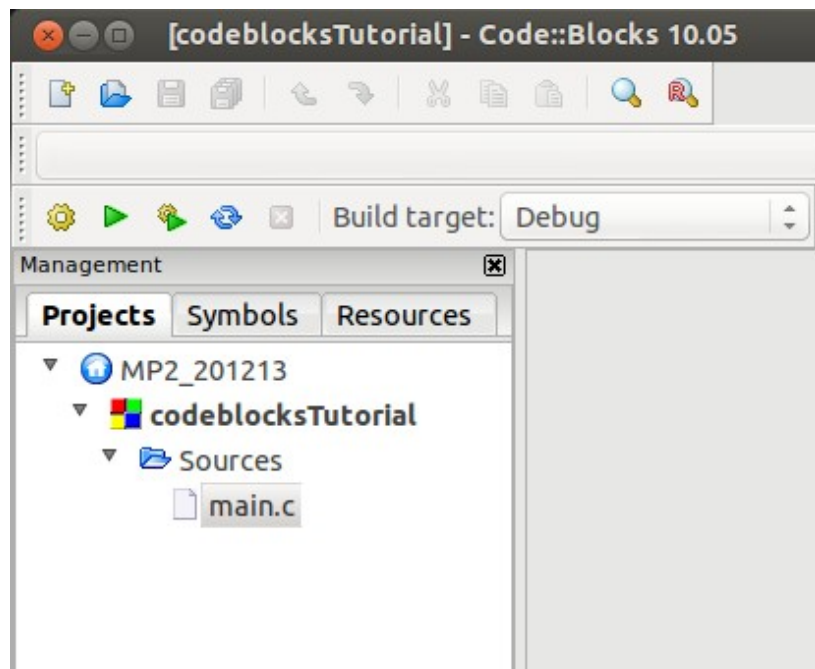 [codeblocksTutorial] - Code::Blocks 10.05
R
Build target: Debug
Management
Projects Symbols Resources
MP2_201213
codeblocksTutorial
Sources
main.c